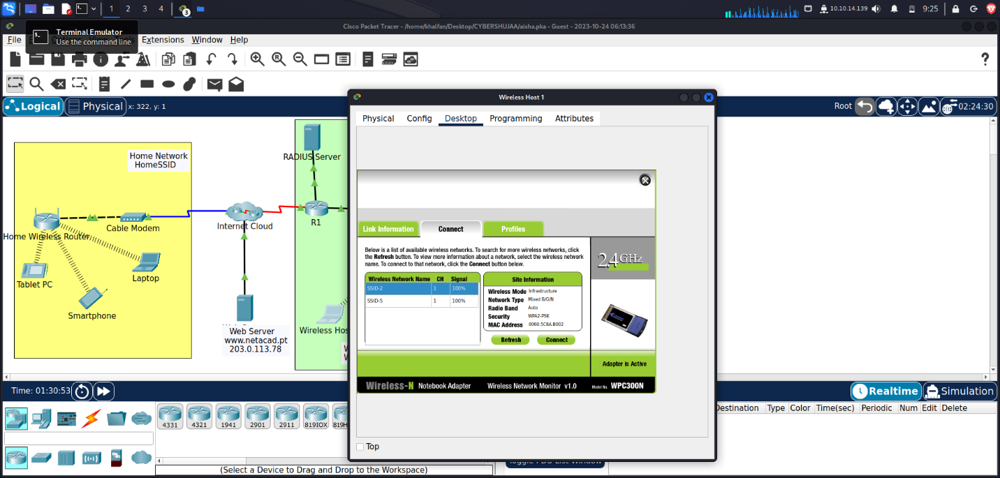 1 2 3 4
3
10.10.14.139
9:25
Cisco Packet Tracer - /home/khalfan/Desktop/CYBERSHUJAA/aisha.pka - Guest - 2023-10-24 06:13:36
Terminal Emulator
Use the command line
File Extensions Window Help
Logical
Physical
x: 322, y: 1
Root
02:24:30
Home Network
HomeSSID
Cable Modem
Home Wireless Router
Tablet PC
Laptop
Smartphone
Internet Cloud
Web Server
www.netacad.pt
203.0.113.78
RADIUS Server
R1
Wireless Hos
Wireless Host 1
Physical Config Desktop Programming Attributes
Link Information Connect Profiles
Below is a list of available wireless networks. To search for more wireless networks, click
the Refresh button. To view more information about a network, select the wireless network
name. To connect to that network, click the Connect button below.
2.4GHz
Wireless Network Name CH Signal
SSID-2 1 100%
SSID-5 1 100%
Site Information
Wireless Mode Infrastructure
Network Type Mixed B/G/N
Radio Band Auto
Security WPA2-PSK
MAC Address 0060.5C8A.B002
Refresh Connect
Adapter is Active
Wireless-N Notebook Adapter Wireless Network Monitor v1.0 Model No. WPC300N
Top
Time: 01:30:53
Realtime
Simulation
4331 4321 1941 2901 2911 819IOX 819H
Destination Type Color Time(sec) Periodic Num Edit Delete
(Select a Device to Drag and Drop to the Workspace)
Toggle PDU List Window